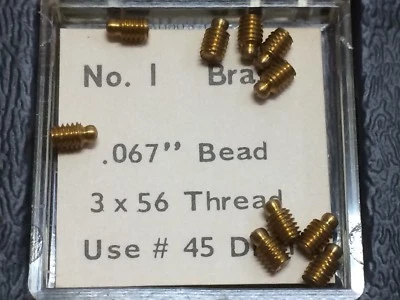 No. 1 Bra
.067” Bead
3 x 56 Thread
Use # 45 D